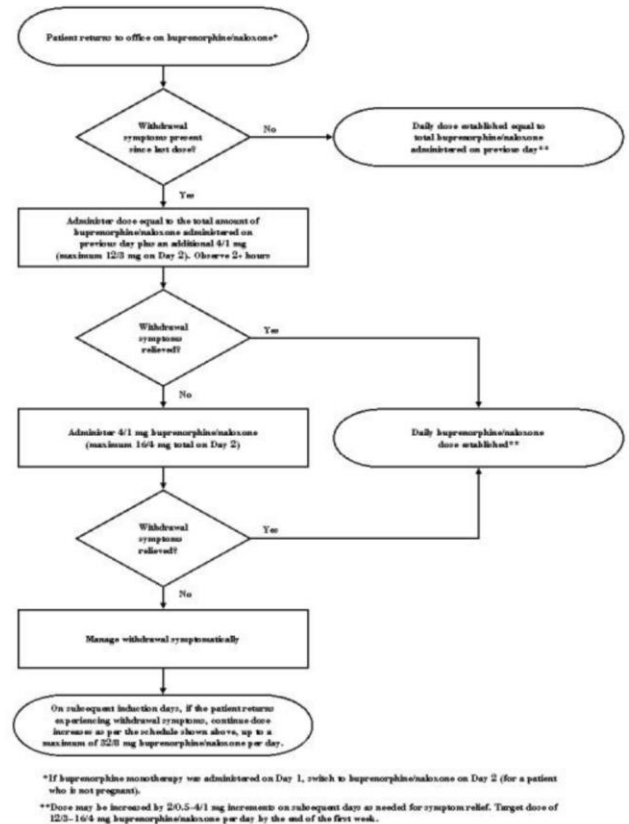 Patient returns to office on buprenorphine/naloxone*
Withdrawal
symptoms present
since last dose?
No
Daily dose established equal to
total buprenorphine/naloxone
administered on previous day**
Yes
Administer dose equal to the total amount of
buprenorphine/naloxone administered on
previous day plus an additional 4/1 mg
(maximum 12/3 mg on Day 2). Observe 2+ hours
Withdrawal
symptoms
relieved?
Yes
No
Administer 4/1 mg buprenorphine/naloxone
(maximum 16/4 mg total on Day 2)
Daily buprenorphine/naloxone
dose established**
Withdrawal
symptoms
relieved?
Yes
No
Manage withdrawal symptomatically
On subsequent induction days, if the patient returns
experiencing withdrawal symptoms, continue dose
increases as per the schedule shown above, up to a
maximum of 32/8 mg buprenorphine/naloxone per day.
*If buprenorphine monotherapy was administered on Day 1, switch to buprenorphine/naloxone on Day 2 (for a patient
who is not pregnant).
**Dose may be increased by 2/0.5–4/1 mg increments on subsequent days as needed for symptom relief. Target dose of
12/3–16/4 mg buprenorphine/naloxone per day by the end of the first week.